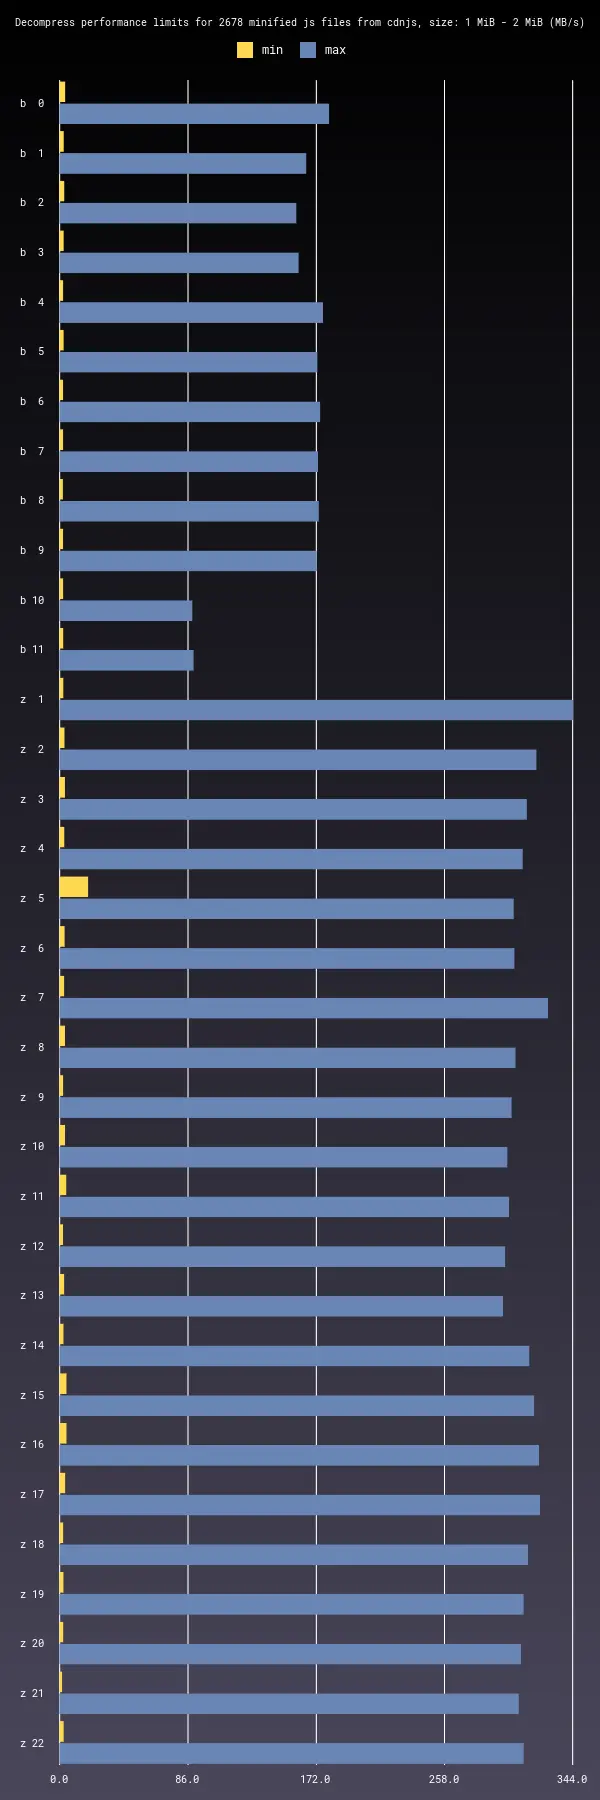 Decompress performance limits for 2678 minified js files from cdnjs, size: 1 MiB - 2 MiB (MB/s)
min max
b 0
b 1
b 2
b 3
b 4
b 5
b 6
b 7
b 8
b 9
b 10
b 11
z 1
z 2
z 3
z 4
z 5
z 6
z 7
z 8
z 9
z 10
z 11
z 12
z 13
z 14
z 15
z 16
z 17
z 18
z 19
z 20
z 21
z 22
0.0 86.0 172.0 258.0 344.0